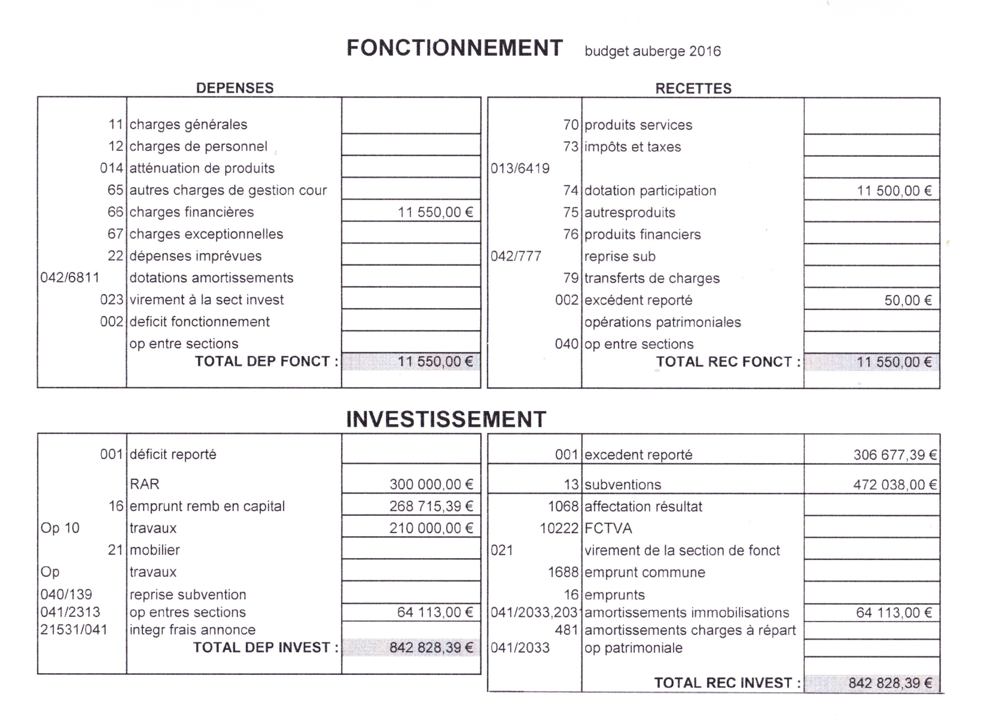 FONCTIONNEMENT budget auberge 2016
DEPENSES
11 charges générales
12 charges de personnel
014 atténuation de produits
65 autres charges de gestion cour
66 charges financières 11 550,00 €
67 charges exceptionnelles
22 dépenses imprévues
042/6811 dotations amortissements
023 virement à la sect invest
002 deficit fonctionnement
op entre sections
TOTAL DEP FONCT : 11 550,00 €
RECETTES
70 produits services
73 impôts et taxes
013/6419
74 dotation participation 11 500,00 €
75 autresproduits
76 produits financiers
042/777 reprise sub
79 transferts de charges
002 excédent reporté 50,00 €
opérations patrimoniales
040 op entre sections
TOTAL REC FONCT : 11 550,00 €
INVESTISSEMENT
001 déficit reporté
RAR 300 000,00 €
16 emprunt remb en capital 268 715,39 €
Op 10 travaux 210 000,00 €
21 mobilier
Op travaux
040/139 reprise subvention
041/2313 op entres sections 64 113,00 €
21531/041 integr frais annonce
TOTAL DEP INVEST : 842 828,39 €
001 excedent reporté 306 677,39 €
13 subventions 472 038,00 €
1068 affectation résultat
10222 FCTVA
021 virement de la section de fonct
1688 emprunt commune
16 emprunts
041/2033,203 amortissements immobilisations 64 113,00 €
481 amortissements charges à répart
041/2033 op patrimoniale
TOTAL REC INVEST : 842 828,39 €